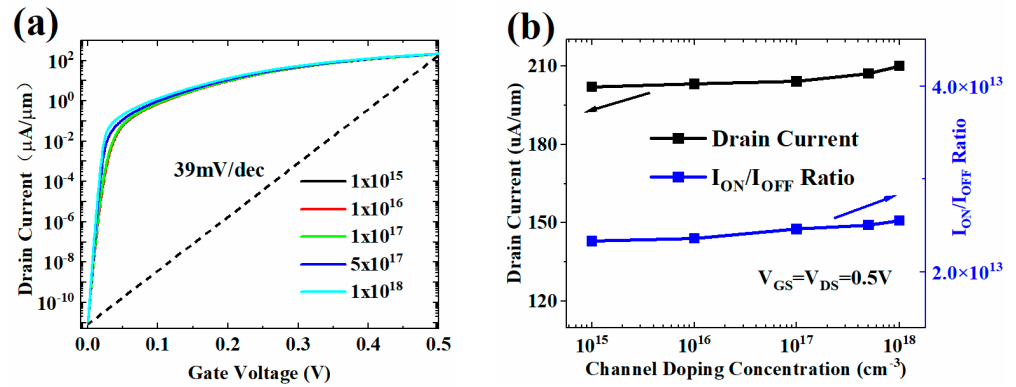 (a)
Drain Current（μA/μm)
10²
10⁰
10⁻²
10⁻⁴
10⁻⁶
10⁻⁸
10⁻¹⁰
39mV/dec
1x10¹⁵
1x10¹⁶
1x10¹⁷
5x10¹⁷
1x10¹⁸
0.0 0.1 0.2 0.3 0.4 0.5
Gate Voltage (V)
(b)
Drain Current (uA/um)
210
180
150
120
Drain Current
I_ON/I_OFF Ratio
V_GS=V_DS=0.5V
4.0×10¹³
2.0×10¹³
I_ON/I_OFF Ratio
10¹⁵ 10¹⁶ 10¹⁷ 10¹⁸
Channel Doping Concentration (cm⁻³)